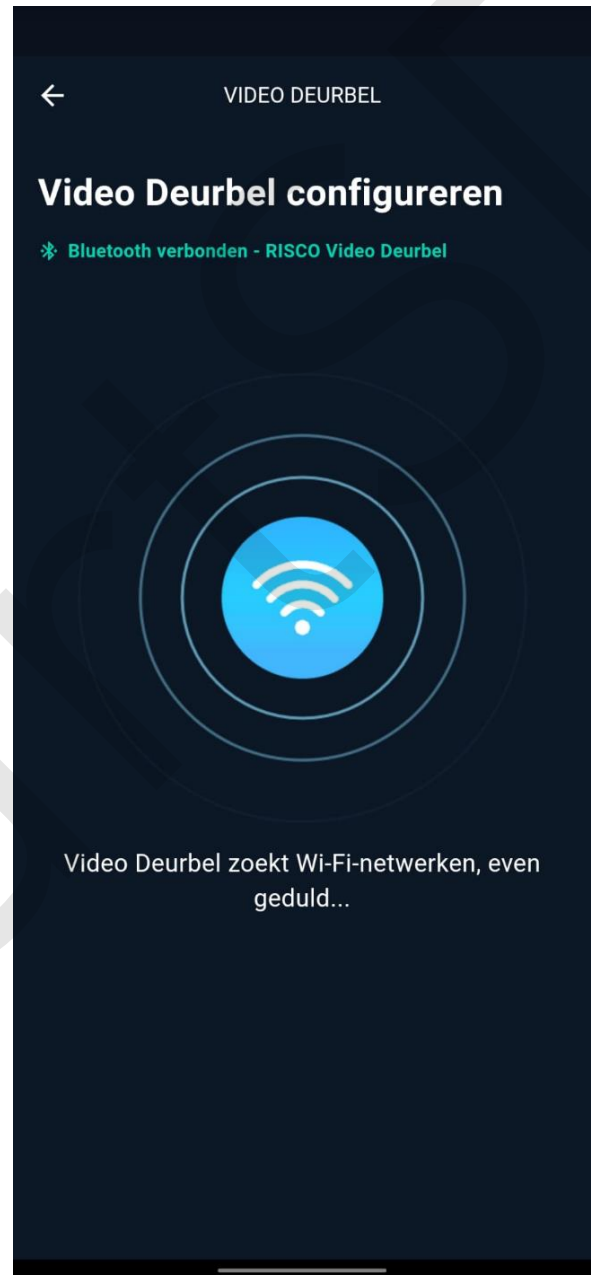 VIDEO DEURBEL
Video Deurbel configureren
Bluetooth verbonden - RISCO Video Deurbel
Video Deurbel zoekt Wi-Fi-netwerken, even
geduld...